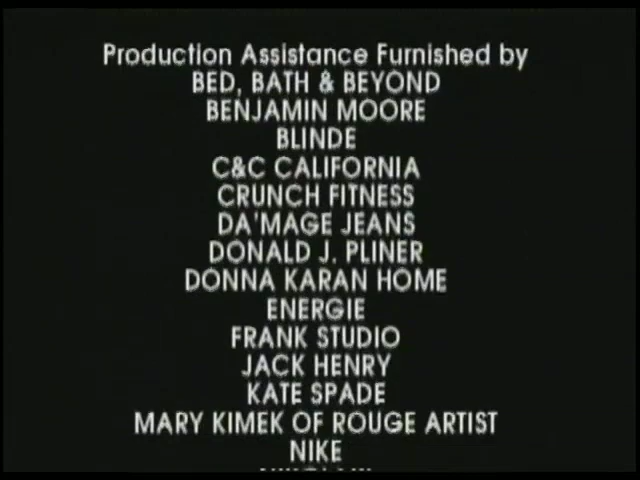 Production Assistance Furnished by
BED, BATH & BEYOND
BENJAMIN MOORE
BLINDE
C&C CALIFORNIA
CRUNCH FITNESS
DA'MAGE JEANS
DONALD J. PLINER
DONNA KARAN HOME
ENERGIE
FRANK STUDIO
JACK HENRY
KATE SPADE
MARY KIMEK OF ROUGE ARTIST
NIKE